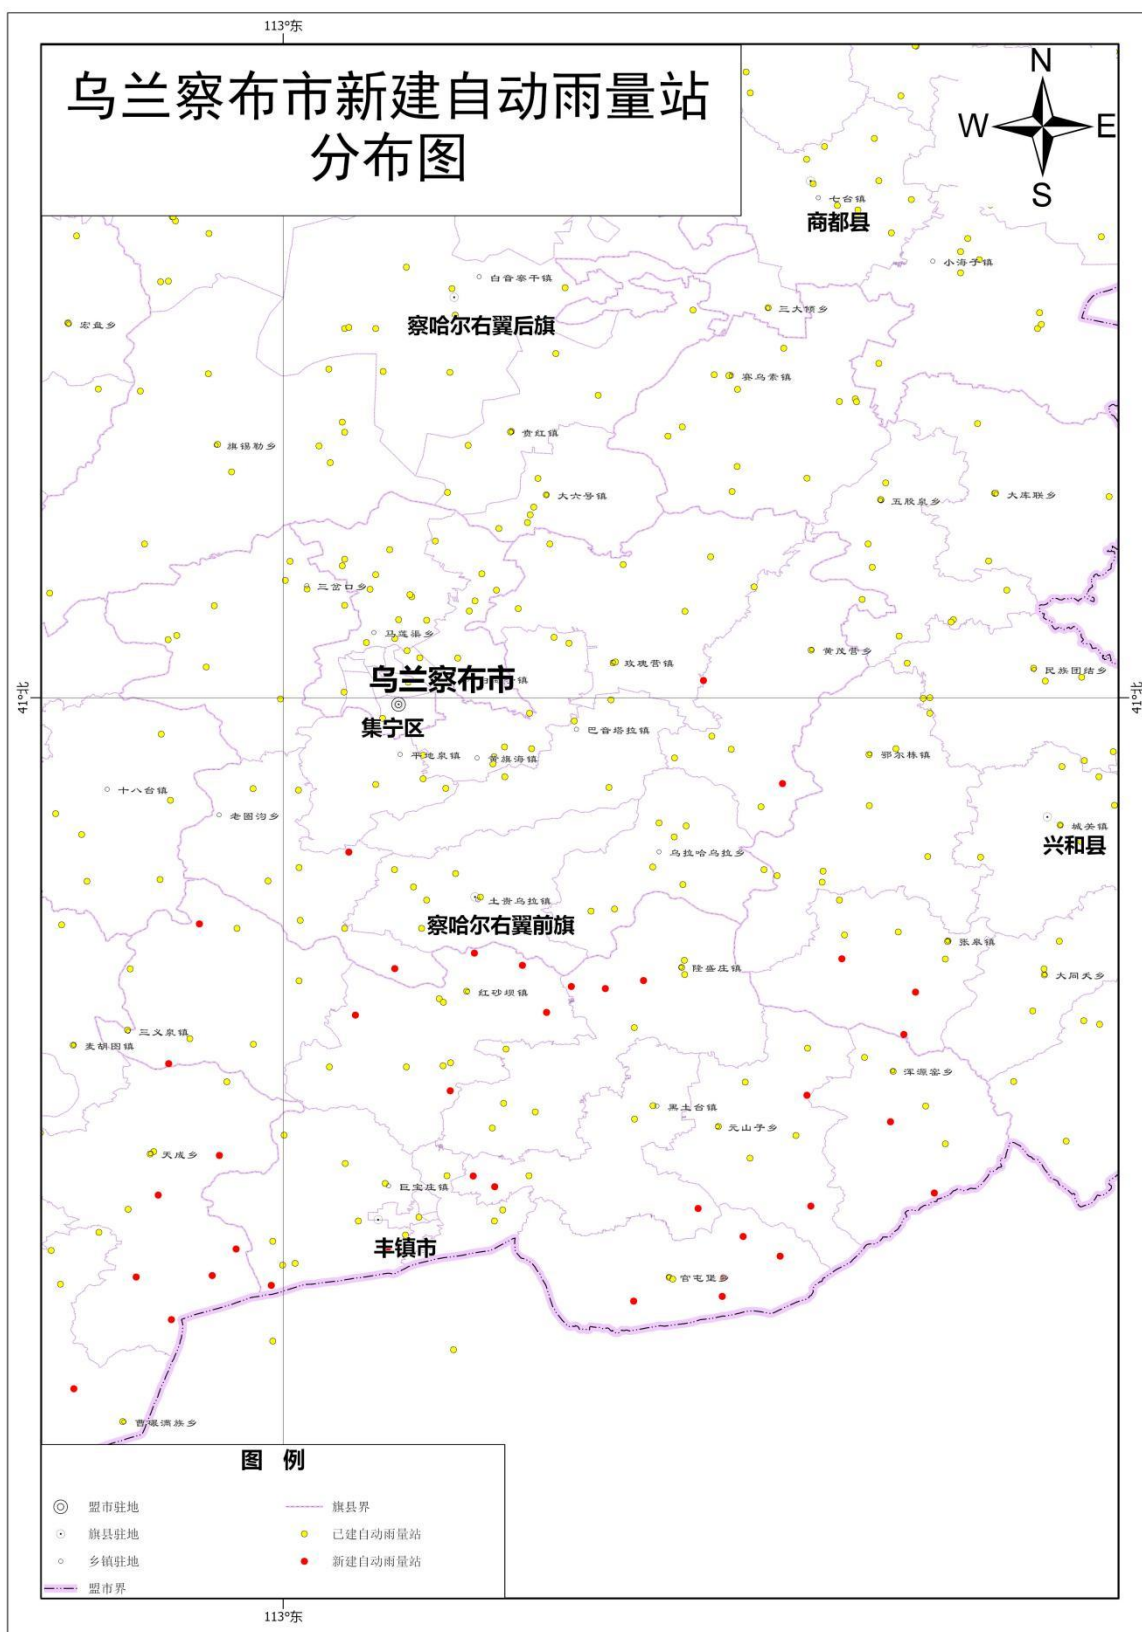 113°东
乌兰察布市新建自动雨量站
分布图
N
W
E
S
七台镇
商都县
小海子镇
白音察干镇
察哈尔右翼后旗
三大顷乡
宏盘乡
赛乌素镇
旗锡勒乡
贲红镇
大六号镇
五股泉乡
大库联乡
三岔口乡
马莲渠乡
黄茂营乡
玫瑰营镇
民族团结乡
乌兰察布市
41°北
41°北
集宁区
巴音塔拉镇
平地泉镇
黄旗海镇
鄂尔栋镇
十八台镇
老圈沟乡
城关镇
兴和县
乌拉哈乌拉乡
土贵乌拉镇
察哈尔右翼前旗
张皋镇
隆盛庄镇
大同夭乡
红砂坝镇
三义泉镇
麦胡图镇
浑源窑乡
黑土台镇
元山子乡
天成乡
巨宝庄镇
丰镇市
官屯堡乡
曹碾满族乡
图 例
盟市驻地
旗县界
旗县驻地
已建自动雨量站
乡镇驻地
新建自动雨量站
盟市界
113°东